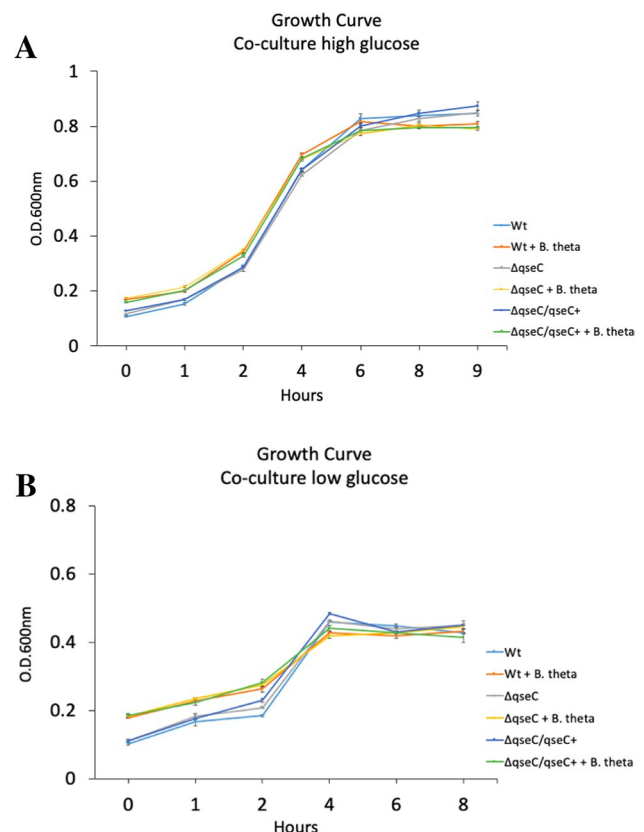 A
Growth Curve
Co-culture high glucose
1
0.8
0.6
0.4
0.2
0
O.D.600nm
0 1 2 4 6 8 9
Hours
Wt
Wt + B. theta
ΔqseC
ΔqseC + B. theta
ΔqseC/qseC+
ΔqseC/qseC+ + B. theta
B
Growth Curve
Co-culture low glucose
0.8
0.6
0.4
0.2
0
O.D.600nm
0 1 2 4 6 8
Hours
Wt
Wt + B. theta
ΔqseC
ΔqseC + B. theta
ΔqseC/qseC+
ΔqseC/qseC+ + B. theta